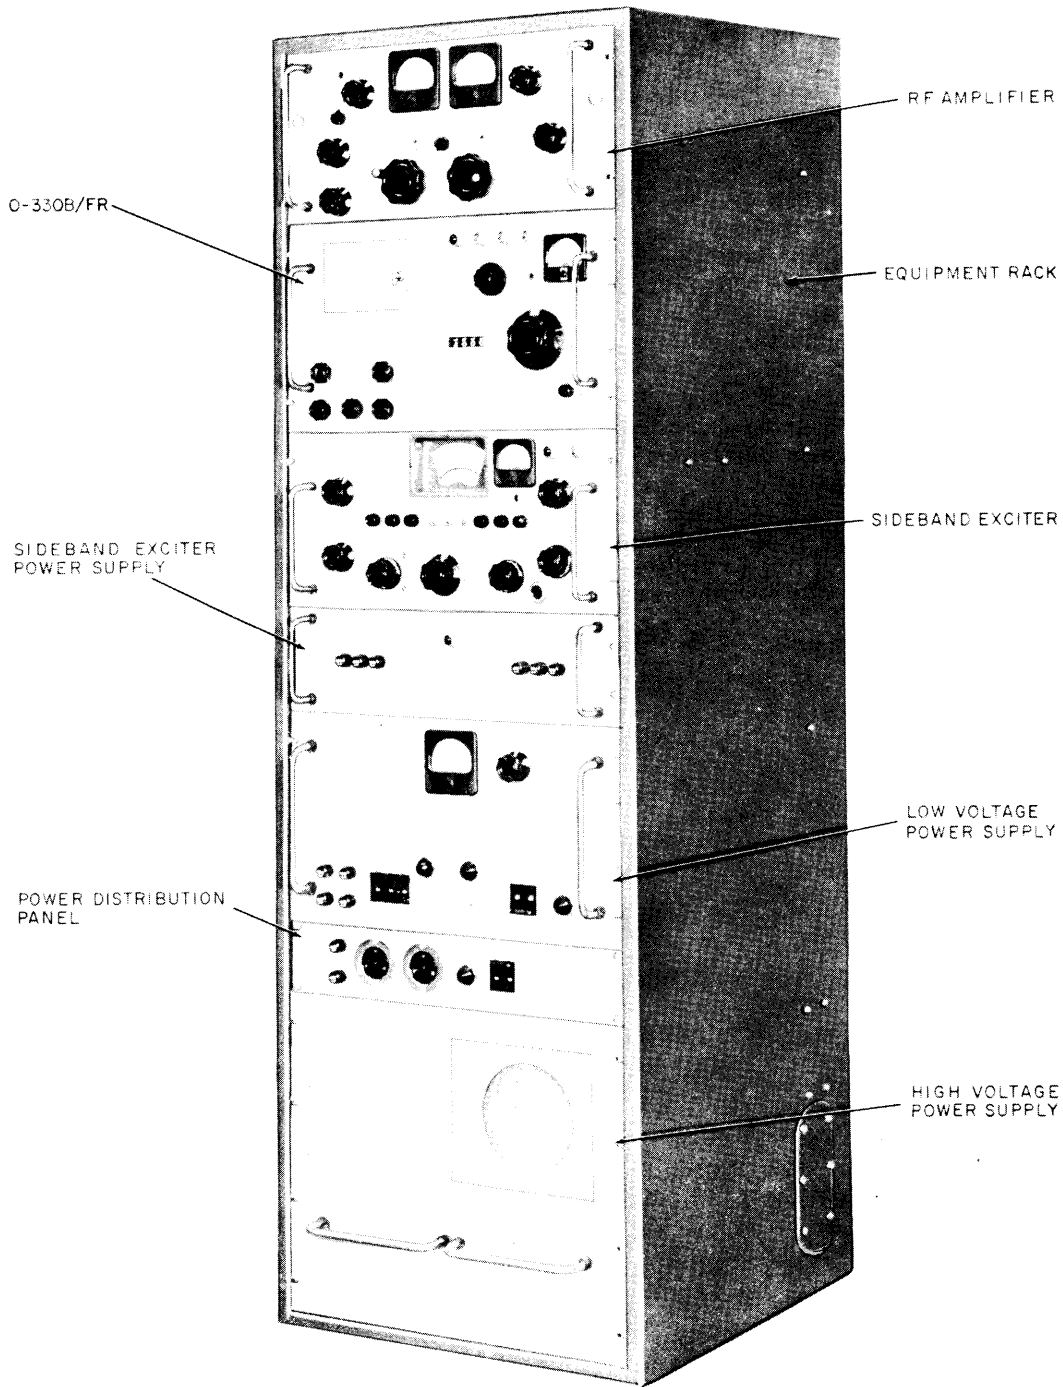 RF AMPLIFIER
O-330B/FR
EQUIPMENT RACK
SIDEBAND EXCITER
SIDEBAND EXCITER
POWER SUPPLY
LOW VOLTAGE
POWER SUPPLY
POWER DISTRIBUTION
PANEL
HIGH VOLTAGE
POWER SUPPLY